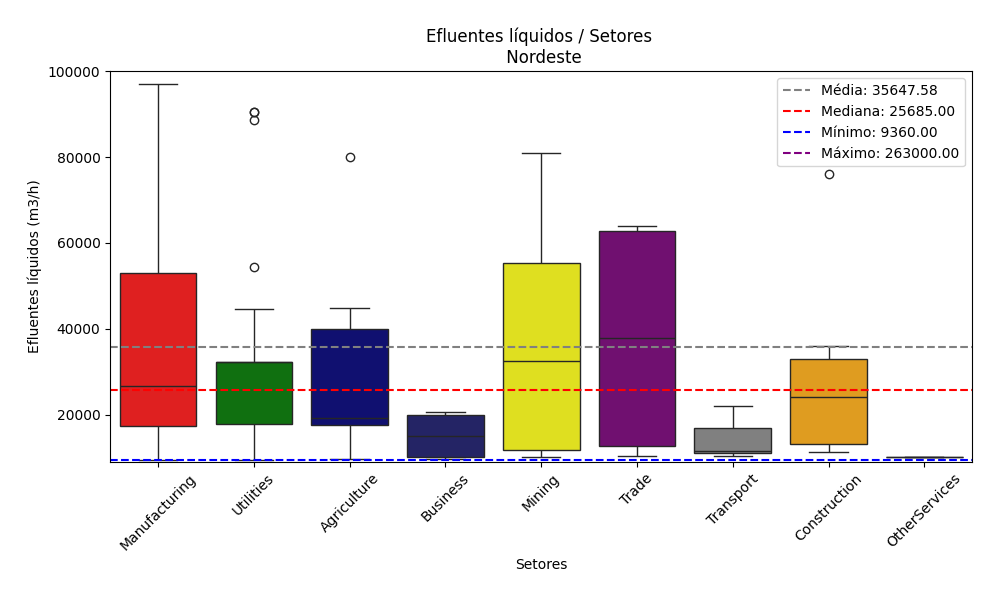 Efluentes líquidos / Setores
Nordeste
Efluentes líquidos (m3/h)
100000
80000
60000
40000
20000
Média: 35647.58
Mediana: 25685.00
Mínimo: 9360.00
Máximo: 263000.00
Manufacturing
Utilities
Agriculture
Business
Mining
Trade
Transport
Construction
OtherServices
Setores